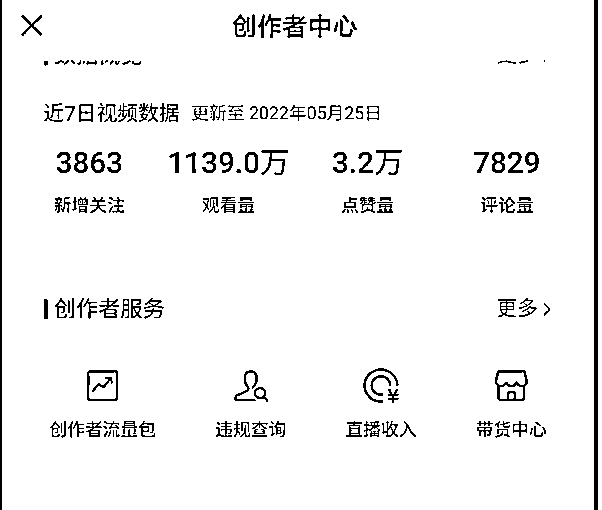 创作者中心
近7日视频数据 更新至 2022年05月25日
3863 1139.0万 3.2万 7829
新增关注 观看量 点赞量 评论量
创作者服务 更多 >
创作者流量包 违规查询 直播收入 带货中心